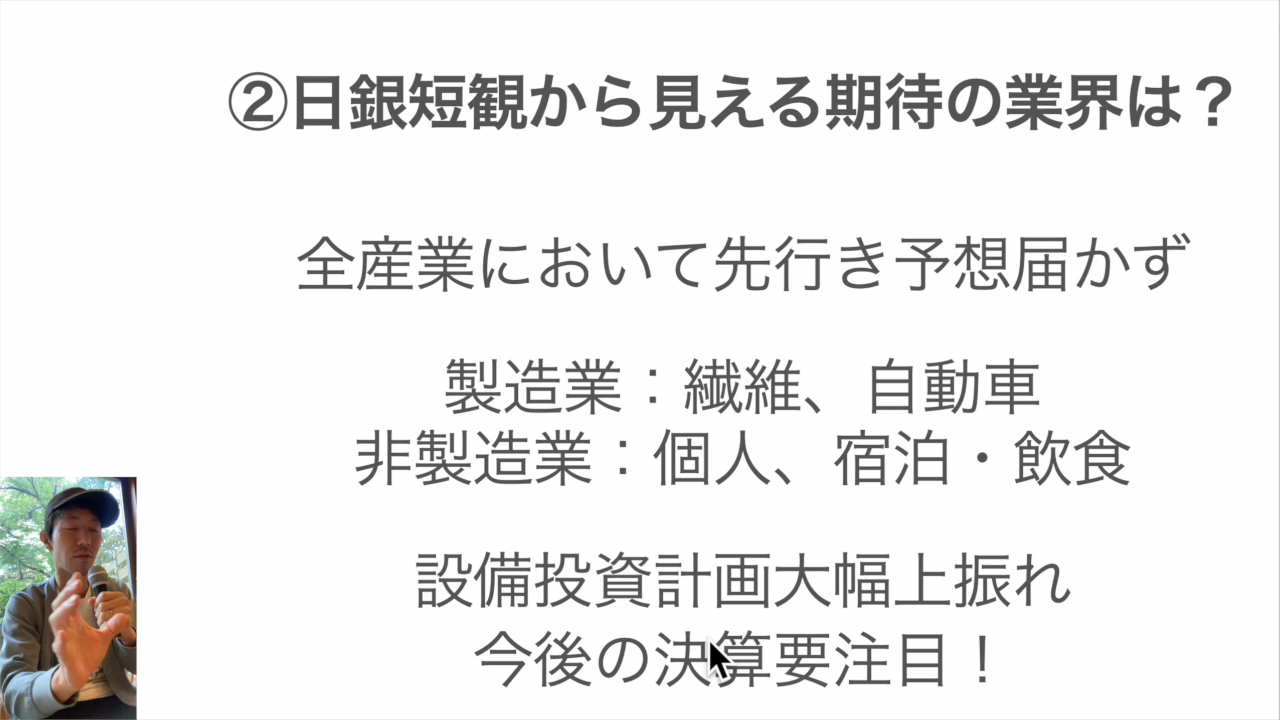 ②日銀短観から見える期待の業界は？
全産業において先行き予想届かず
製造業：繊維、自動車
非製造業：個人、宿泊・飲食
設備投資計画大幅上振れ
今後の決算要注目！